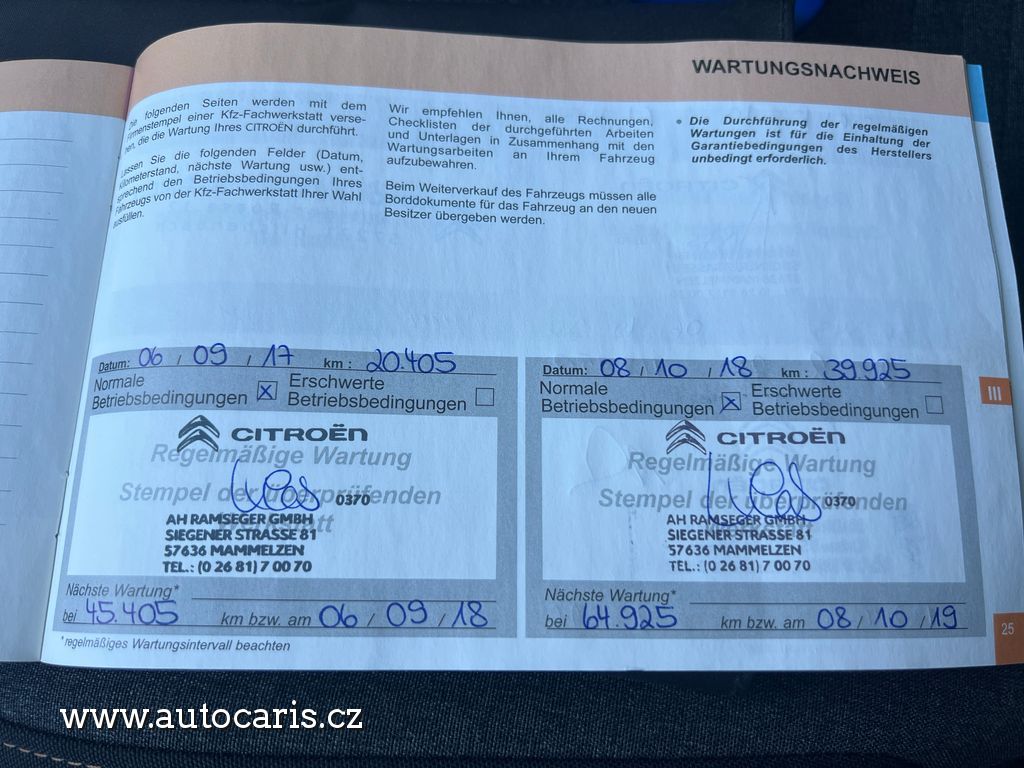 WARTUNGSNACHWEIS
Die folgenden Seiten werden mit dem
Firmenstempel einer Kfz-Fachwerkstatt verse-
hen, die die Wartung Ihres CITROËN durchführt.
Lassen Sie die folgenden Felder (Datum,
Kilometerstand, nächste Wartung usw.) ent-
sprechend den Betriebsbedingungen Ihres
Fahrzeugs von der Kfz-Fachwerkstatt Ihrer Wahl
ausfüllen.
Wir empfehlen Ihnen, alle Rechnungen,
Checklisten der durchgeführten Arbeiten
und Unterlagen in Zusammenhang mit den
Wartungsarbeiten an Ihrem Fahrzeug
aufzubewahren.
Beim Weiterverkauf des Fahrzeugs müssen alle
Borddokumente für das Fahrzeug an den neuen
Besitzer übergeben werden.
• Die Durchführung der regelmäßigen
Wartungen ist für die Einhaltung der
Garantiebedingungen des Herstellers
unbedingt erforderlich.
Datum: 06 / 09 / 17 km : 20.405
Normale
Betriebsbedingungen ☒ Erschwerte
Betriebsbedingungen ☐
CITROËN
Regelmäßige Wartung
Stempel der überprüfenden
0370
AH RAMSEGER GMBH
SIEGENER STRASSE 81
57636 MAMMELZEN
TEL.: (0 26 81) 7 00 70
Nächste Wartung*
bei 45.405 km bzw. am 06 / 09 / 18
* regelmäßiges Wartungsintervall beachten
Datum: 08 / 10 / 18 km : 39.925
Normale
Betriebsbedingungen ☒ Erschwerte
Betriebsbedingungen ☐
CITROËN
Regelmäßige Wartung
Stempel der überprüfenden
0370
AH RAMSEGER GMBH
SIEGENER STRASSE 81
57636 MAMMELZEN
TEL.: (0 26 81) 7 00 70
Nächste Wartung*
bei 64.925 km bzw. am 08 / 10 / 19
III
25
www.autocaris.cz